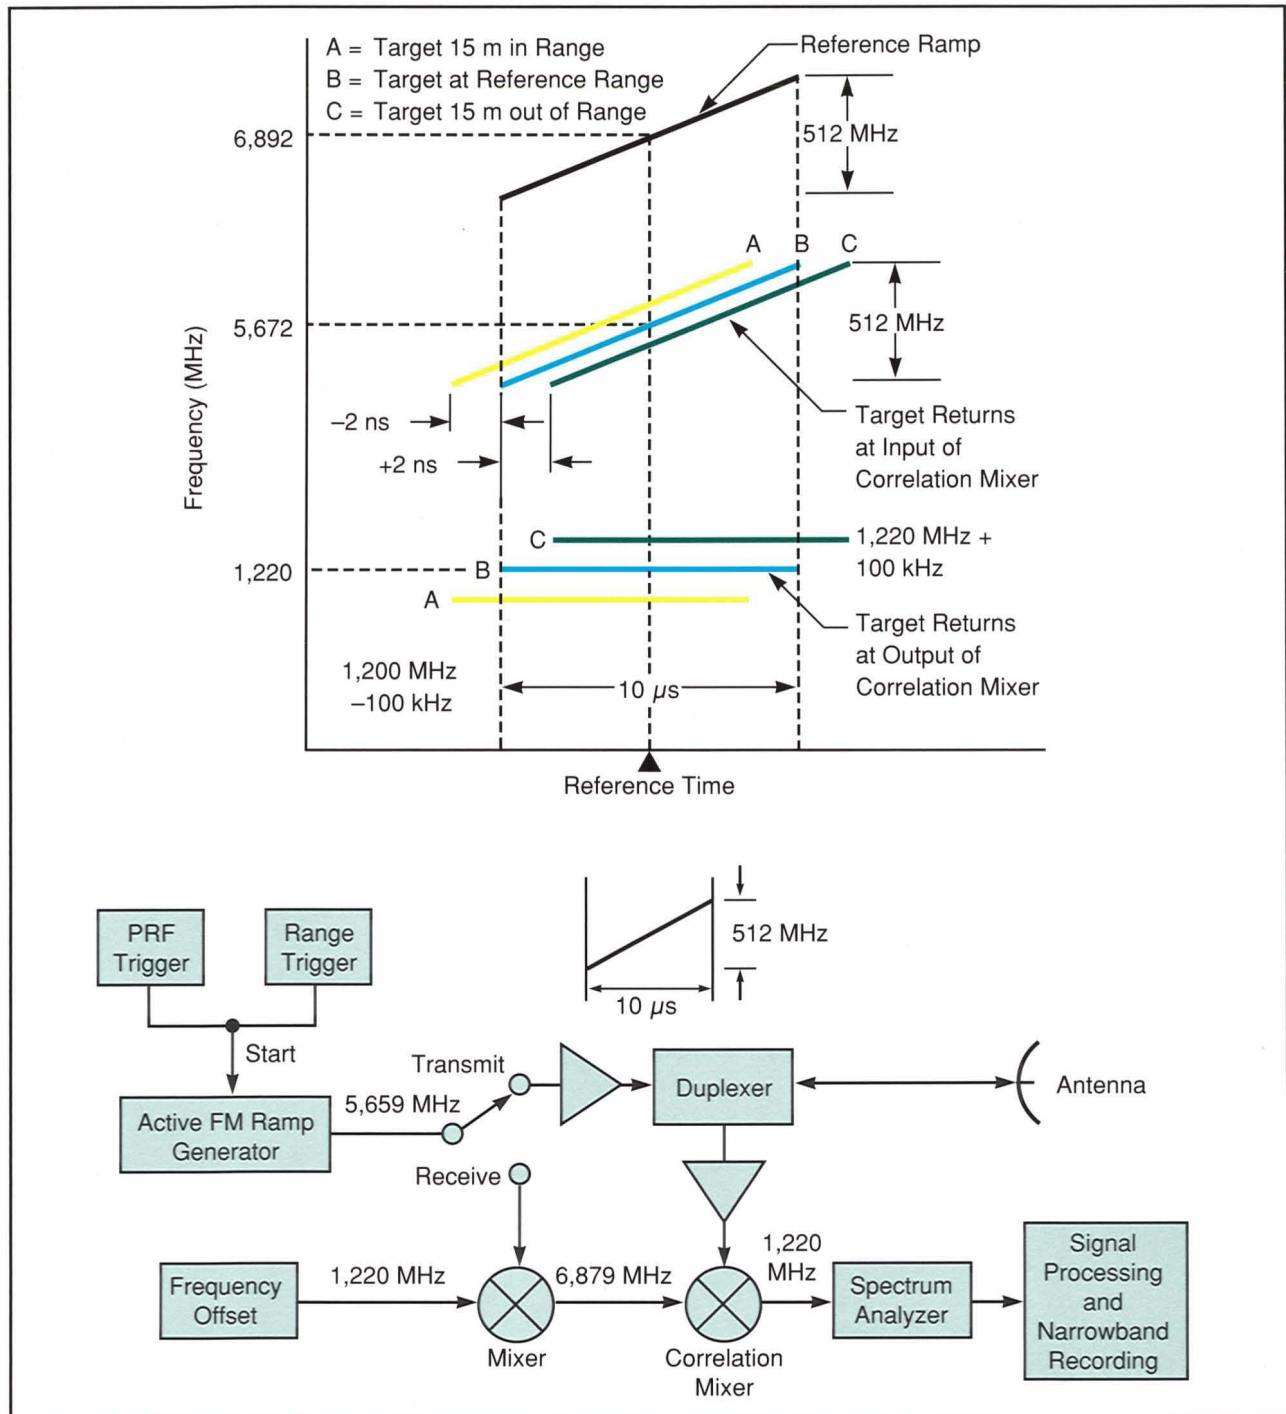 A = Target 15 m in Range
B = Target at Reference Range
C = Target 15 m out of Range
Reference Ramp
6,892
512 MHz
A B C
5,672
512 MHz
Frequency (MHz)
–2 ns
+2 ns
Target Returns
at Input of
Correlation Mixer
C
1,220 MHz +
100 kHz
1,220
B
A
Target Returns
at Output of
Correlation Mixer
1,200 MHz
–100 kHz
10 µs
Reference Time
512 MHz
10 µs
PRF
Trigger
Range
Trigger
Start
Transmit
Duplexer
Antenna
5,659 MHz
Active FM Ramp
Generator
Receive
Frequency
Offset
1,220 MHz
Mixer
6,879 MHz
Correlation
Mixer
1,220
MHz
Spectrum
Analyzer
Signal
Processing
and
Narrowband
Recording